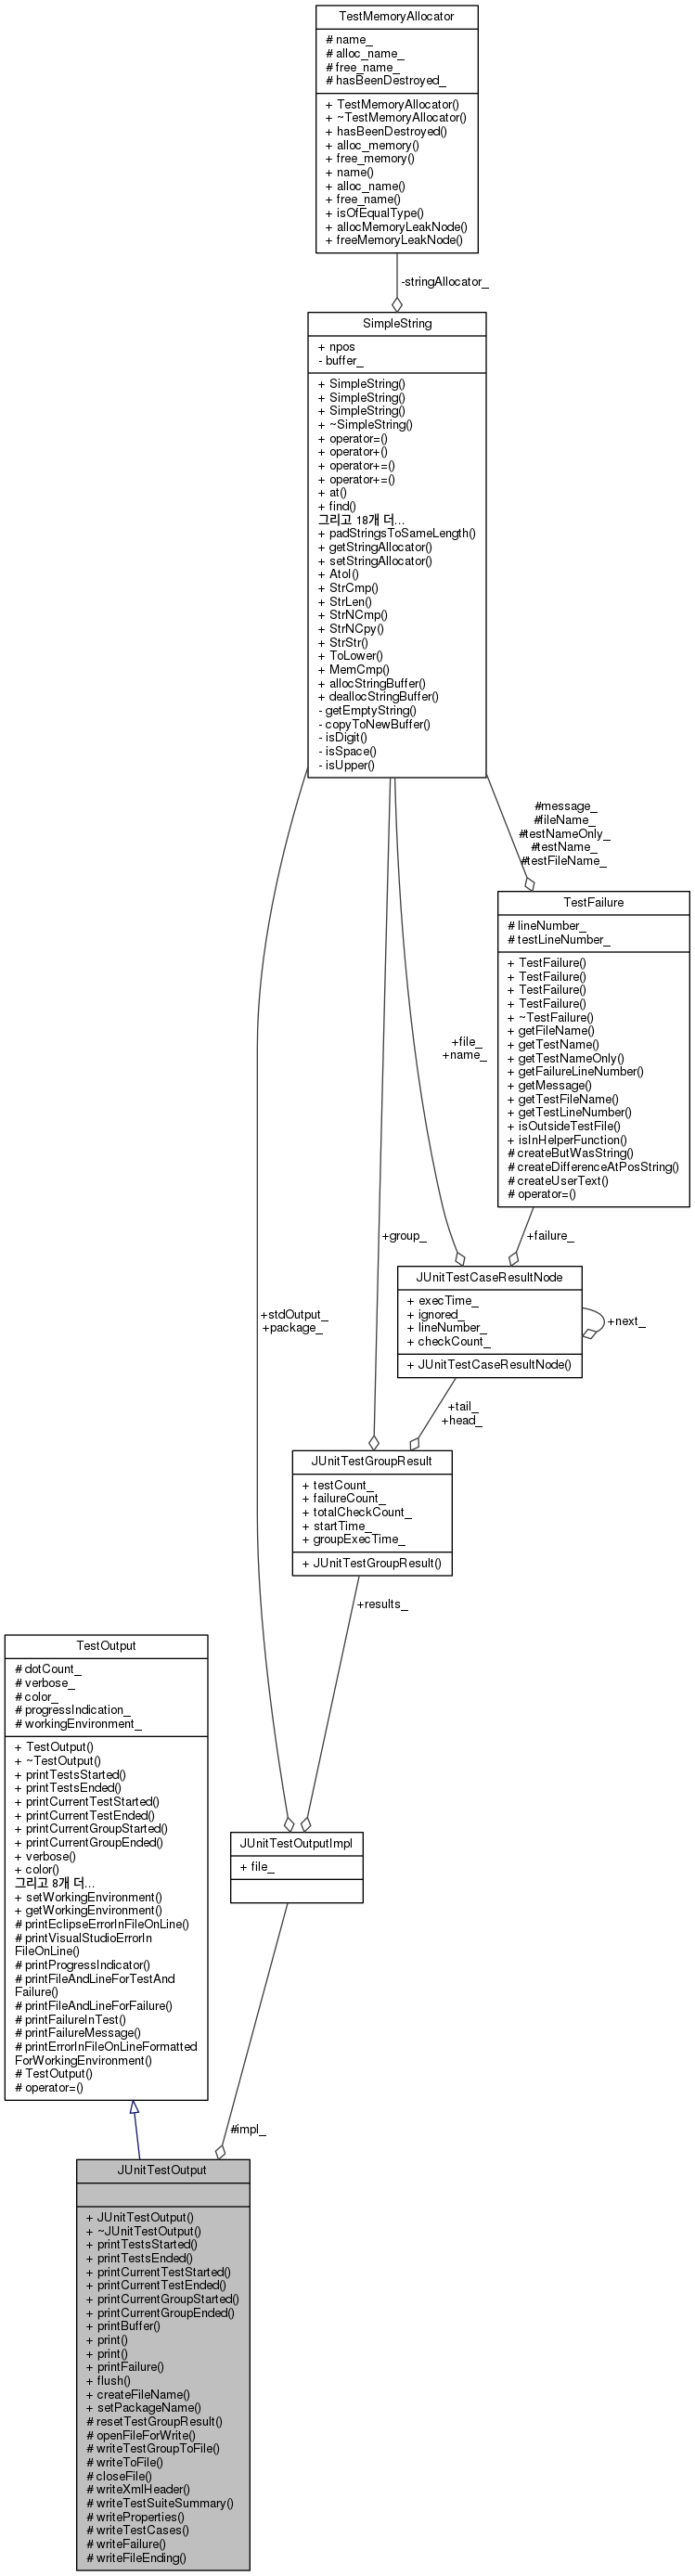 TestMemoryAllocator
# name_
# alloc_name_
# free_name_
# hasBeenDestroyed_
+ TestMemoryAllocator()
+ ~TestMemoryAllocator()
+ hasBeenDestroyed()
+ alloc_memory()
+ free_memory()
+ name()
+ alloc_name()
+ free_name()
+ isOfEqualType()
+ allocMemoryLeakNode()
+ freeMemoryLeakNode()
-stringAllocator_
SimpleString
+ npos
- buffer_
+ SimpleString()
+ SimpleString()
+ SimpleString()
+ ~SimpleString()
+ operator=()
+ operator+()
+ operator+=()
+ operator+=()
+ at()
+ find()
그리고 18개 더...
+ padStringsToSameLength()
+ getStringAllocator()
+ setStringAllocator()
+ AtoI()
+ StrCmp()
+ StrLen()
+ StrNCmp()
+ StrNCpy()
+ StrStr()
+ ToLower()
+ MemCmp()
+ allocStringBuffer()
+ deallocStringBuffer()
- getEmptyString()
- copyToNewBuffer()
- isDigit()
- isSpace()
- isUpper()
#message_
#fileName_
#testNameOnly_
#testName_
#testFileName_
TestFailure
# lineNumber_
# testLineNumber_
+ TestFailure()
+ TestFailure()
+ TestFailure()
+ TestFailure()
+ ~TestFailure()
+ getFileName()
+ getTestName()
+ getTestNameOnly()
+ getFailureLineNumber()
+ getMessage()
+ getTestFileName()
+ getTestLineNumber()
+ isOutsideTestFile()
+ isInHelperFunction()
# createButWasString()
# createDifferenceAtPosString()
# createUserText()
# operator=()
+file_
+name_
+group_
+failure_
JUnitTestCaseResultNode
+ execTime_
+ ignored_
+ lineNumber_
+ checkCount_
+ JUnitTestCaseResultNode()
+next_
+stdOutput_
+package_
+tail_
+head_
JUnitTestGroupResult
+ testCount_
+ failureCount_
+ totalCheckCount_
+ startTime_
+ groupExecTime_
+ JUnitTestGroupResult()
+results_
TestOutput
# dotCount_
# verbose_
# color_
# progressIndication_
# workingEnvironment_
+ TestOutput()
+ ~TestOutput()
+ printTestsStarted()
+ printTestsEnded()
+ printCurrentTestStarted()
+ printCurrentTestEnded()
+ printCurrentGroupStarted()
+ printCurrentGroupEnded()
+ verbose()
+ color()
그리고 8개 더...
+ setWorkingEnvironment()
+ getWorkingEnvironment()
# printEclipseErrorInFileOnLine()
# printVisualStudioErrorIn
FileOnLine()
# printProgressIndicator()
# printFileAndLineForTestAnd
Failure()
# printFileAndLineForFailure()
# printFailureInTest()
# printFailureMessage()
# printErrorInFileOnLineFormatted
ForWorkingEnvironment()
# TestOutput()
# operator=()
JUnitTestOutputImpl
+ file_
#impl_
JUnitTestOutput
+ JUnitTestOutput()
+ ~JUnitTestOutput()
+ printTestsStarted()
+ printTestsEnded()
+ printCurrentTestStarted()
+ printCurrentTestEnded()
+ printCurrentGroupStarted()
+ printCurrentGroupEnded()
+ printBuffer()
+ print()
+ print()
+ printFailure()
+ flush()
+ createFileName()
+ setPackageName()
# resetTestGroupResult()
# openFileForWrite()
# writeTestGroupToFile()
# writeToFile()
# closeFile()
# writeXmlHeader()
# writeTestSuiteSummary()
# writeProperties()
# writeTestCases()
# writeFailure()
# writeFileEnding()